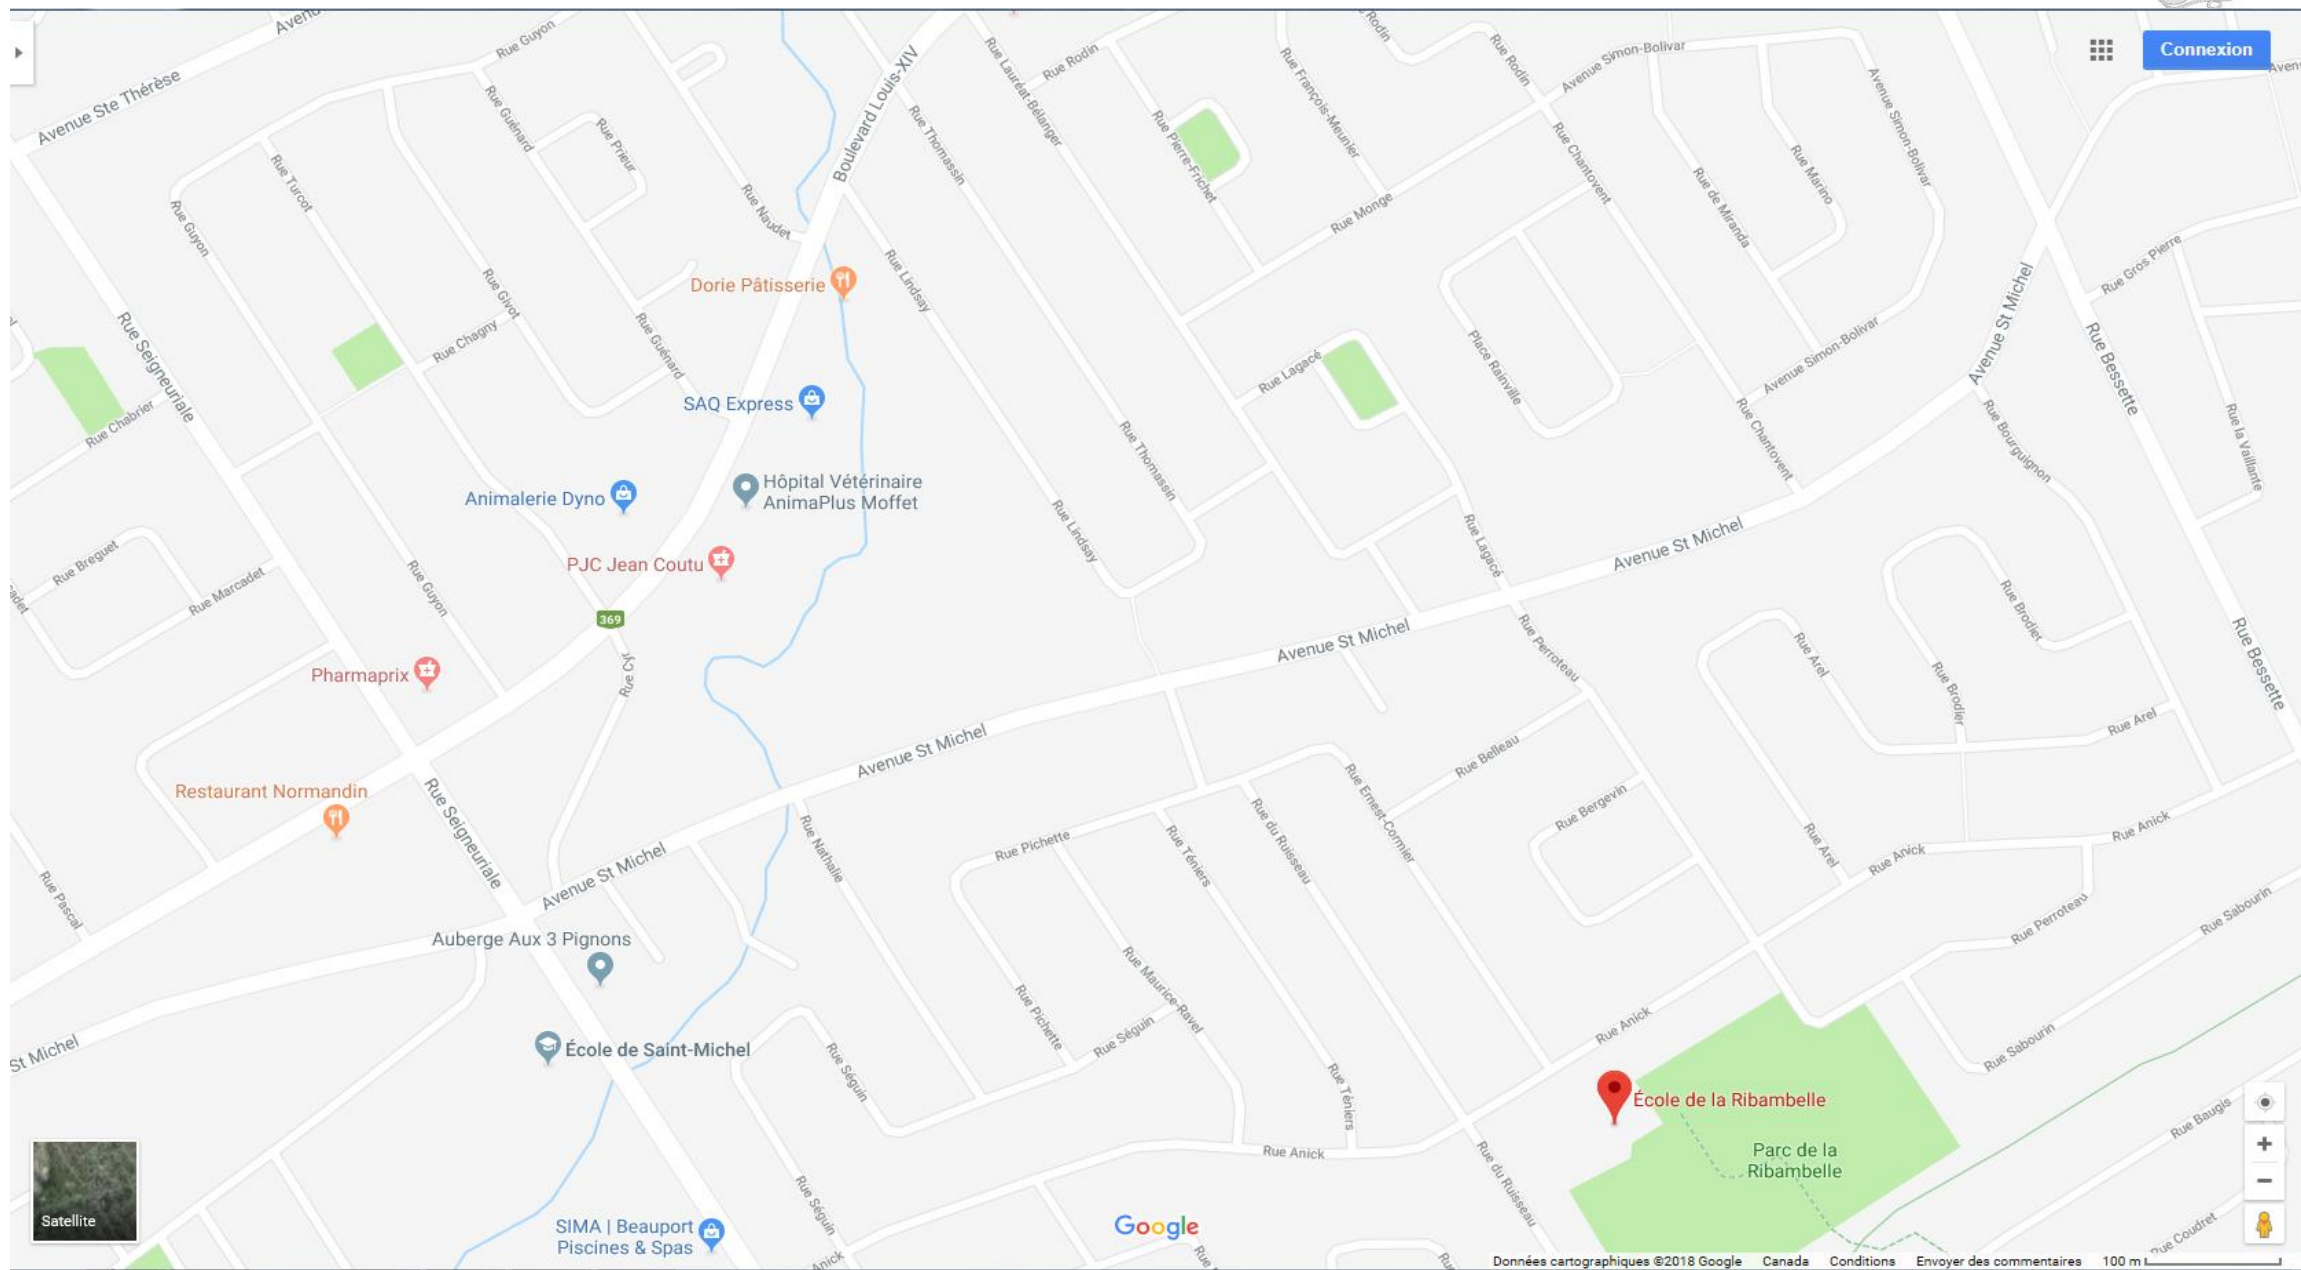 Connexion
Avenue Ste Thérèse
Rue Guyon
Boulevard Louis-XIV
Rue Lauréat-Bélanger
Rue Rodin
Rue François-Meunier
Rodin
Rue Rodin
Avenue Simon-Bolivar
Avenue Simon-Bolivar
Rue Guénard
Rue Prieur
Rue Turcot
Rue Guyon
Rue Naudet
Rue Thomassin
Rue Pierre-Frichet
Rue Monge
Rue Chantovent
Rue de Miranda
Rue Marino
Rue Gros Pierre
Avenue St Michel
Rue Lindsay
Dorie Pâtisserie
Rue Givot
Rue Chagny
Rue Guénard
Rue Seigneuriale
Rue Chabrier
Rue Lagacé
Place Rainville
Avenue Simon-Bolivar
Rue Bessette
SAQ Express
Rue Thomassin
Rue Chantovent
Rue Bourguignon
Rue la Vaillante
Animalerie Dyno
Hôpital Vétérinaire
AnimaPlus Moffet
Rue Lindsay
Rue Lagacé
Avenue St Michel
PJC Jean Coutu
Rue Breguet
Rue Marcadet
Rue Guyon
369
Rue Cyr
Avenue St Michel
Rue Perroteau
Rue Arel
Rue Brodier
Rue Brodier
Rue Bessette
Pharmaprix
Avenue St Michel
Rue Belleau
Rue Arel
Restaurant Normandin
Rue Seigneuriale
Rue Ernest-Cormier
Rue Bergevin
Rue Nathalie
Rue Pichette
Rue Téniers
Rue du Ruisseau
Rue Arel
Rue Anick
Rue Anick
Avenue St Michel
Rue Pascal
Rue Perroteau
Rue Sabourin
Auberge Aux 3 Pignons
Rue Maurice-Ravel
Rue Pichette
Rue Séguin
Rue Anick
Rue Sabourin
St Michel
École de Saint-Michel
Rue Séguin
Rue Téniers
École de la Ribambelle
Rue Baugis
Parc de la
Ribambelle
Rue Anick
Rue du Ruisseau
Rue Séguin
Satellite
SIMA | Beauport
Piscines & Spas
Anick
Google
Rue Coudret
Données cartographiques ©2018 Google Canada Conditions Envoyer des commentaires 100 m